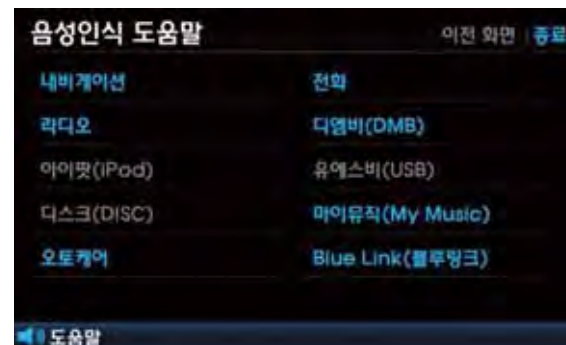 음성인식 도움말 이전 화면 종료
내비게이션 전화
라디오 디엠비(DMB)
아이팟(iPod) 유에스비(USB)
디스크(DISC) 마이뮤직(My Music)
오토케어 Blue Link(블루링크)
도움말